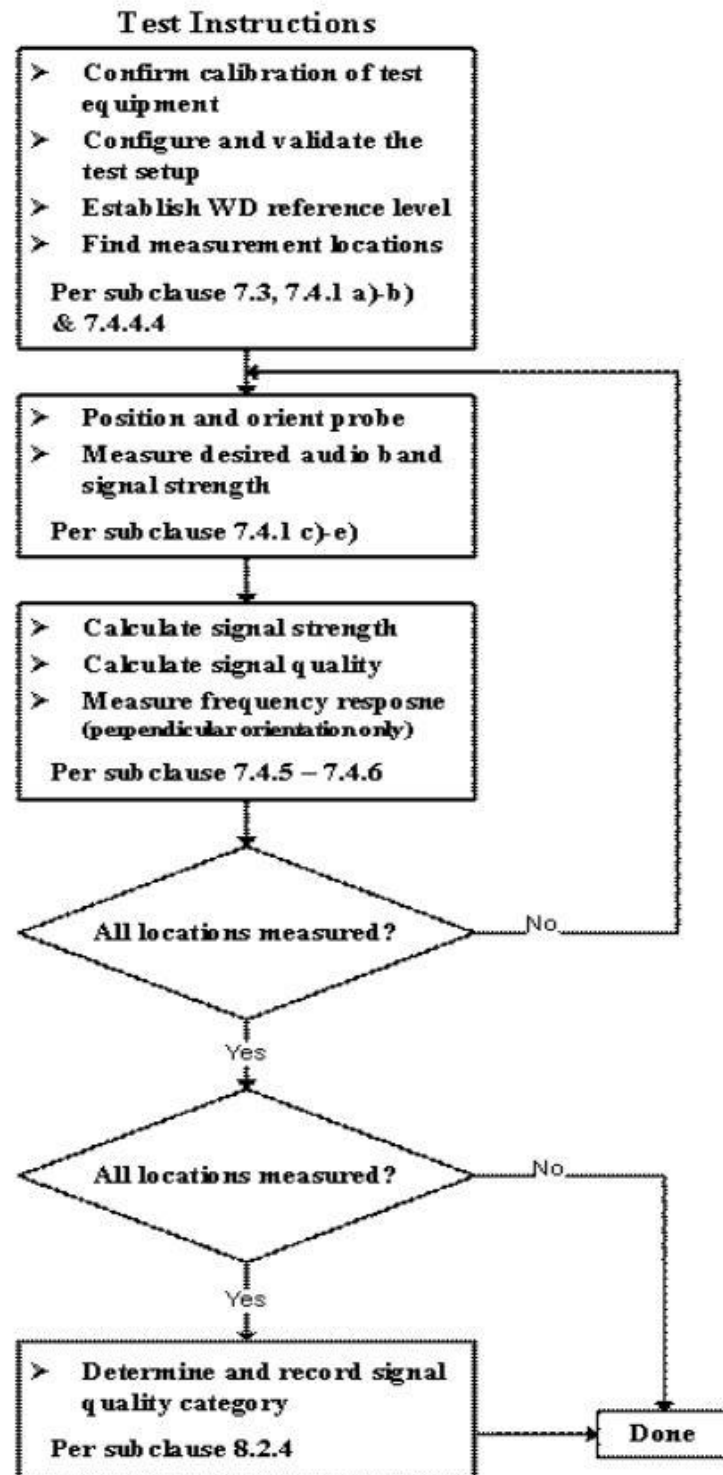 Test Instructions
➢ Confirm calibration of test
equipment
➢ Configure and validate the
test setup
➢ Establish WD reference level
➢ Find measurement locations
Per subclause 7.3, 7.4.1 a)-b)
& 7.4.4.4
➢ Position and orient probe
➢ Measure desired audio band
signal strength
Per subclause 7.4.1 c)-e)
➢ Calculate signal strength
➢ Calculate signal quality
➢ Measure frequency resposne
(perpendicular orientation only)
Per subclause 7.4.5 – 7.4.6
All locations measured?
No
Yes
All locations measured?
No
Yes
➢ Determine and record signal
quality category
Per subclause 8.2.4
Done